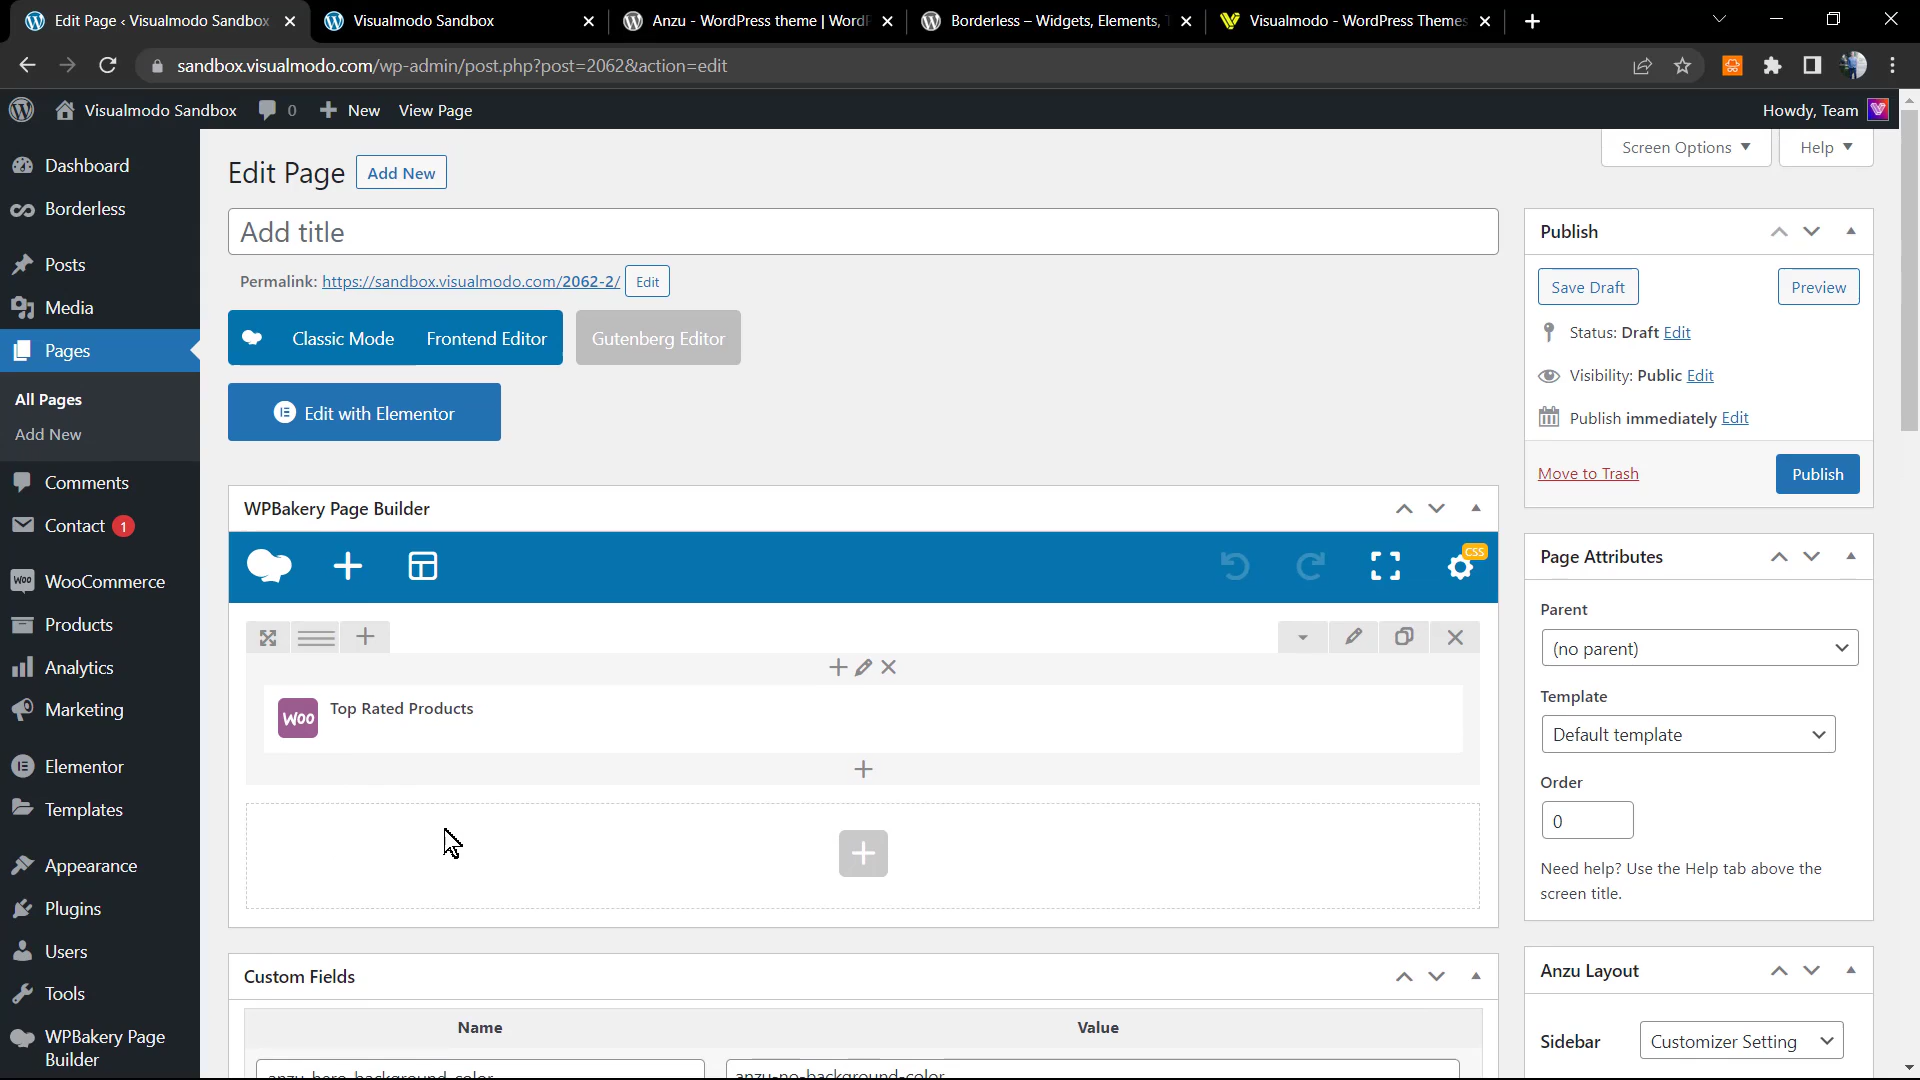 Edit Page ‹ Visualmodo Sandbox
Visualmodo Sandbox
Anzu - WordPress theme | WordP
Borderless – Widgets, Elements, T
Visualmodo - WordPress Themes
sandbox.visualmodo.com/wp-admin/post.php?post=2062&action=edit
Visualmodo Sandbox
0
New
View Page
Howdy, Team
Dashboard
Borderless
Posts
Media
Pages
All Pages
Add New
Comments
Contact 1
WooCommerce
Products
Analytics
Marketing
Elementor
Templates
Appearance
Plugins
Users
Tools
WPBakery Page
Builder
Screen Options
Help
Edit Page
Add New
Add title
Permalink: https://sandbox.visualmodo.com/2062-2/
Edit
Classic Mode
Frontend Editor
Gutenberg Editor
Edit with Elementor
WPBakery Page Builder
CSS
Woo
Top Rated Products
Custom Fields
Name
Value
anzu_hero_background_color
anzu-no-background-color
Publish
Save Draft
Preview
Status: Draft Edit
Visibility: Public Edit
Publish immediately Edit
Move to Trash
Publish
Page Attributes
Parent
(no parent)
Template
Default template
Order
0
Need help? Use the Help tab above the
screen title.
Anzu Layout
Sidebar
Customizer Setting